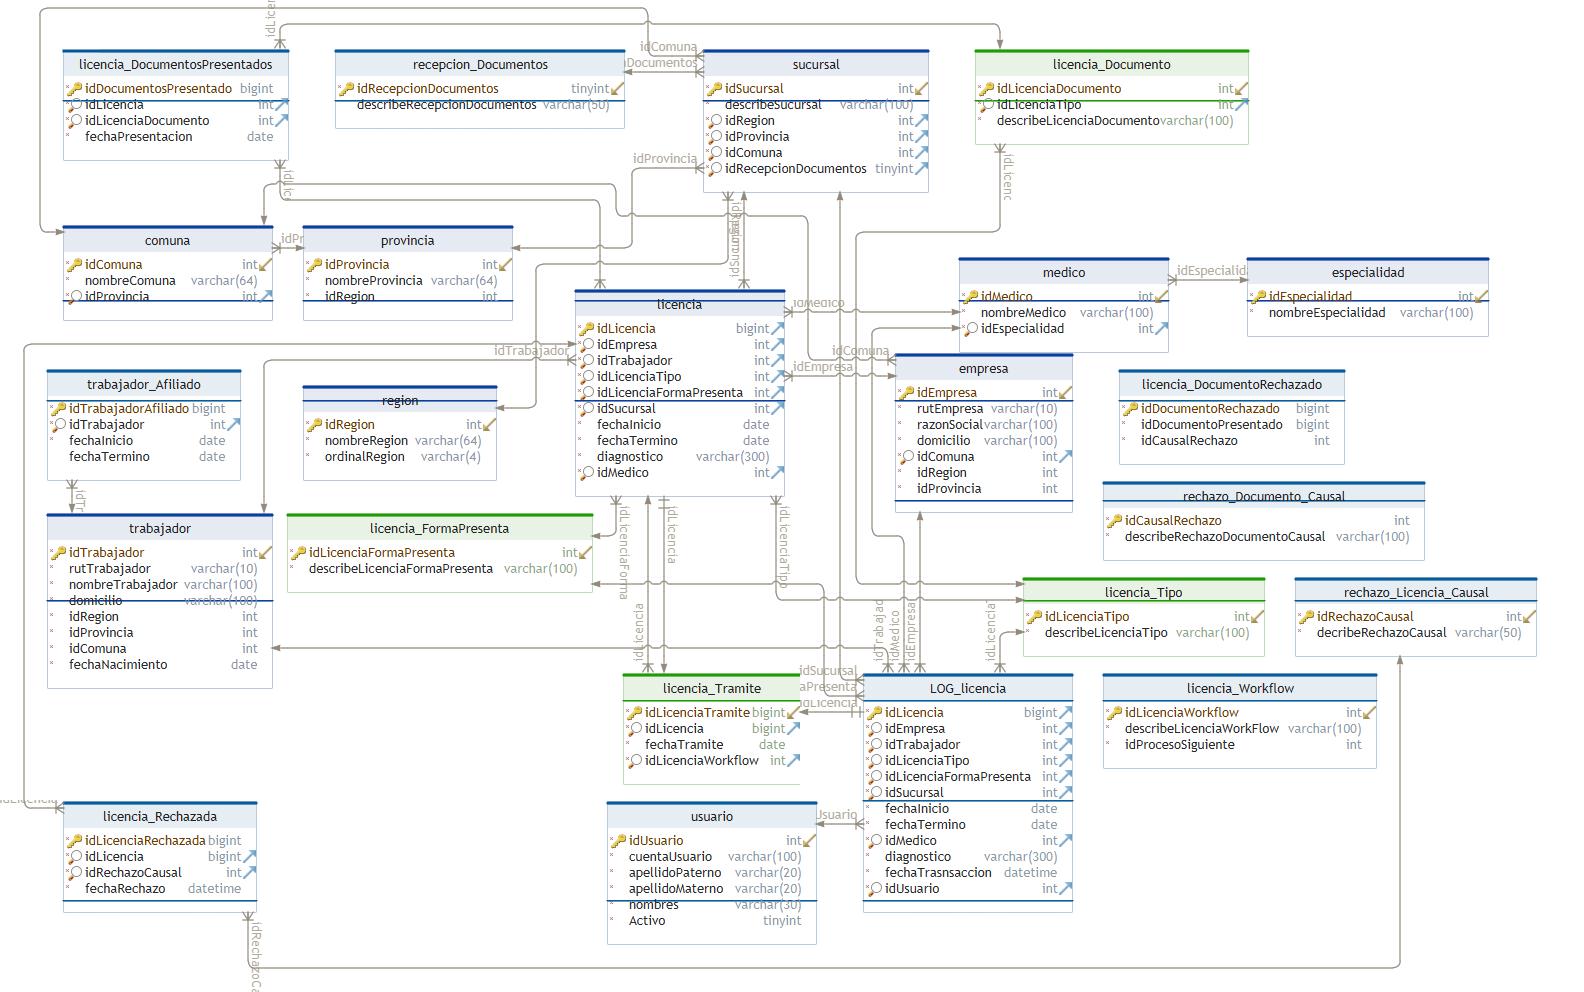 idLicen
licencia_DocumentosPresentados
idDocumentosPresentado bigint
idLicencia int
idLicenciaDocumento int
fechaPresentacion date
recepcion_Documentos
idRecepcionDocumentos tinyint
describeRecepcionDocumentos varchar(50)
idComuna
nDocumentos
sucursal
idSucursal int
describeSucursal varchar(100)
idRegion int
idProvincia int
idComuna int
idRecepcionDocumentos tinyint
licencia_Documento
idLicenciaDocumento int
idLicenciaTipo int
describeLicenciaDocumento varchar(100)
idProvincia
idLic
idLicenc
comuna
idComuna int
nombreComuna varchar(64)
idProvincia int
idPr
provincia
idProvincia int
nombreProvincia varchar(64)
idRegion int
licencia
idLicencia bigint
idEmpresa int
idTrabajador int
idLicenciaTipo int
idLicenciaFormaPresenta int
idSucursal int
fechaInicio date
fechaTermino date
diagnostico varchar(300)
idMedico int
idMedico
idEmpresa
idTrabajador
medico
idMedico int
nombreMedico varchar(100)
idEspecialidad int
idEspecialid
especialidad
idEspecialidad int
nombreEspecialidad varchar(100)
idComuna
empresa
idEmpresa int
rutEmpresa varchar(10)
razonSocial varchar(100)
domicilio varchar(100)
idComuna int
idRegion int
idProvincia int
licencia_DocumentoRechazado
idDocumentoRechazado bigint
idDocumentoPresentado bigint
idCausalRechazo int
trabajador_Afiliado
idTrabajadorAfiliado bigint
idTrabajador int
fechaInicio date
fechaTermino date
region
idRegion int
nombreRegion varchar(64)
ordinalRegion varchar(4)
rechazo_Documento_Causal
idCausalRechazo int
describeRechazoDocumentoCausal varchar(100)
idTr
trabajador
idTrabajador int
rutTrabajador varchar(10)
nombreTrabajador varchar(100)
domicilio varchar(100)
idRegion int
idProvincia int
idComuna int
fechaNacimiento date
licencia_FormaPresenta
idLicenciaFormaPresenta int
describeLicenciaFormaPresenta varchar(100)
idLicenciaForma
idLicencia
idLicenciaTipo
idLicencia
idTrabajad
idMedico
idEmpresa
idLicencia
licencia_Tipo
idLicenciaTipo int
describeLicenciaTipo varchar(100)
rechazo_Licencia_Causal
idRechazoCausal int
decribeRechazoCausal varchar(50)
licencia_Tramite
idLicenciaTramite bigint
idLicencia bigint
fechaTramite date
idLicenciaWorkflow int
idSucursal
aPresenta
idLicencia
LOG_licencia
idLicencia bigint
idEmpresa int
idTrabajador int
idLicenciaTipo int
idLicenciaFormaPresenta int
idSucursal int
fechaInicio date
fechaTermino date
idMedico int
diagnostico varchar(300)
fechaTrasnsaccion datetime
idUsuario int
licencia_Workflow
idLicenciaWorkflow int
describeLicenciaWorkFlow varchar(100)
idProcesoSiguiente int
licencia_Rechazada
idLicenciaRechazada bigint
idLicencia bigint
idRechazoCausal int
fechaRechazo datetime
usuario
idUsuario int
cuentaUsuario varchar(100)
apellidoPaterno varchar(20)
apellidoMaterno varchar(20)
nombres varchar(30)
Activo tinyint
Usuario
idRechazoCa